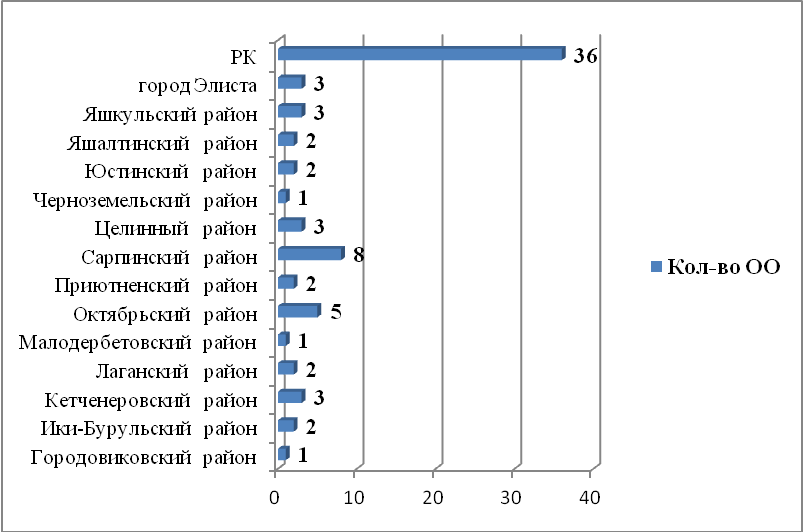 РК 36
город Элиста 3
Яшкульский район 3
Яшалтинский район 2
Юстинский район 2
Черноземельский район 1
Целинный район 3
Сарпинский район 8
Приютненский район 2
Октябрьский район 5
Малодербетовский район 1
Лаганский район 2
Кетченеровский район 3
Ики-Бурульский район 2
Городовиковский район 1
0 10 20 30 40
Кол-во ОО